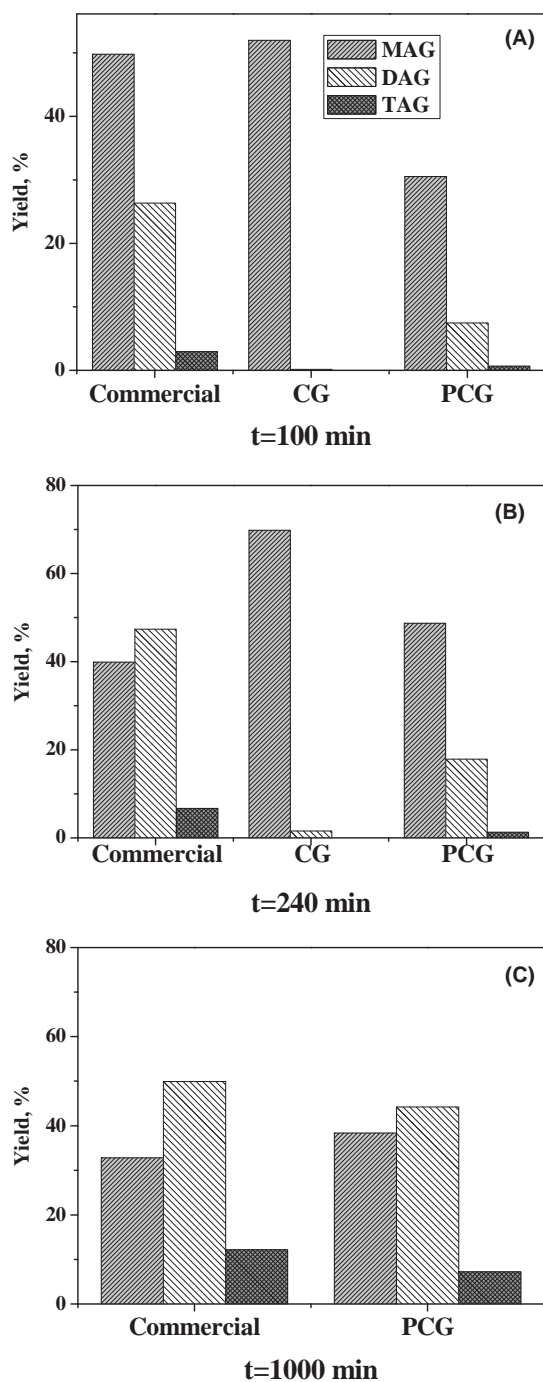 (A)
MAG
DAG
TAG
Yield, %
40
20
0
Commercial CG PCG
t=100 min
(B)
Yield, %
80
60
40
20
0
Commercial CG PCG
t=240 min
(C)
Yield, %
80
60
40
20
0
Commercial PCG
t=1000 min